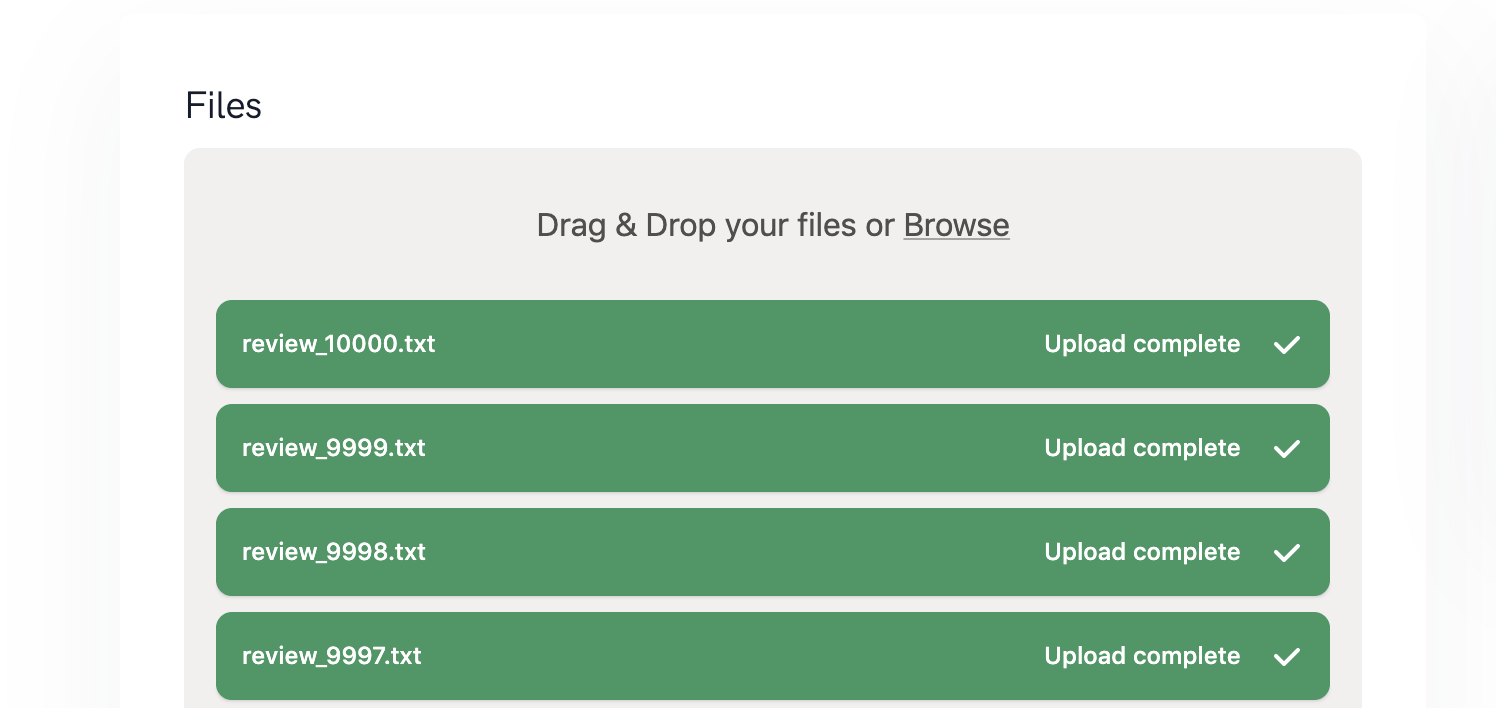 Files
Drag & Drop your files or Browse
review_10000.txt Upload complete
review_9999.txt Upload complete
review_9998.txt Upload complete
review_9997.txt Upload complete